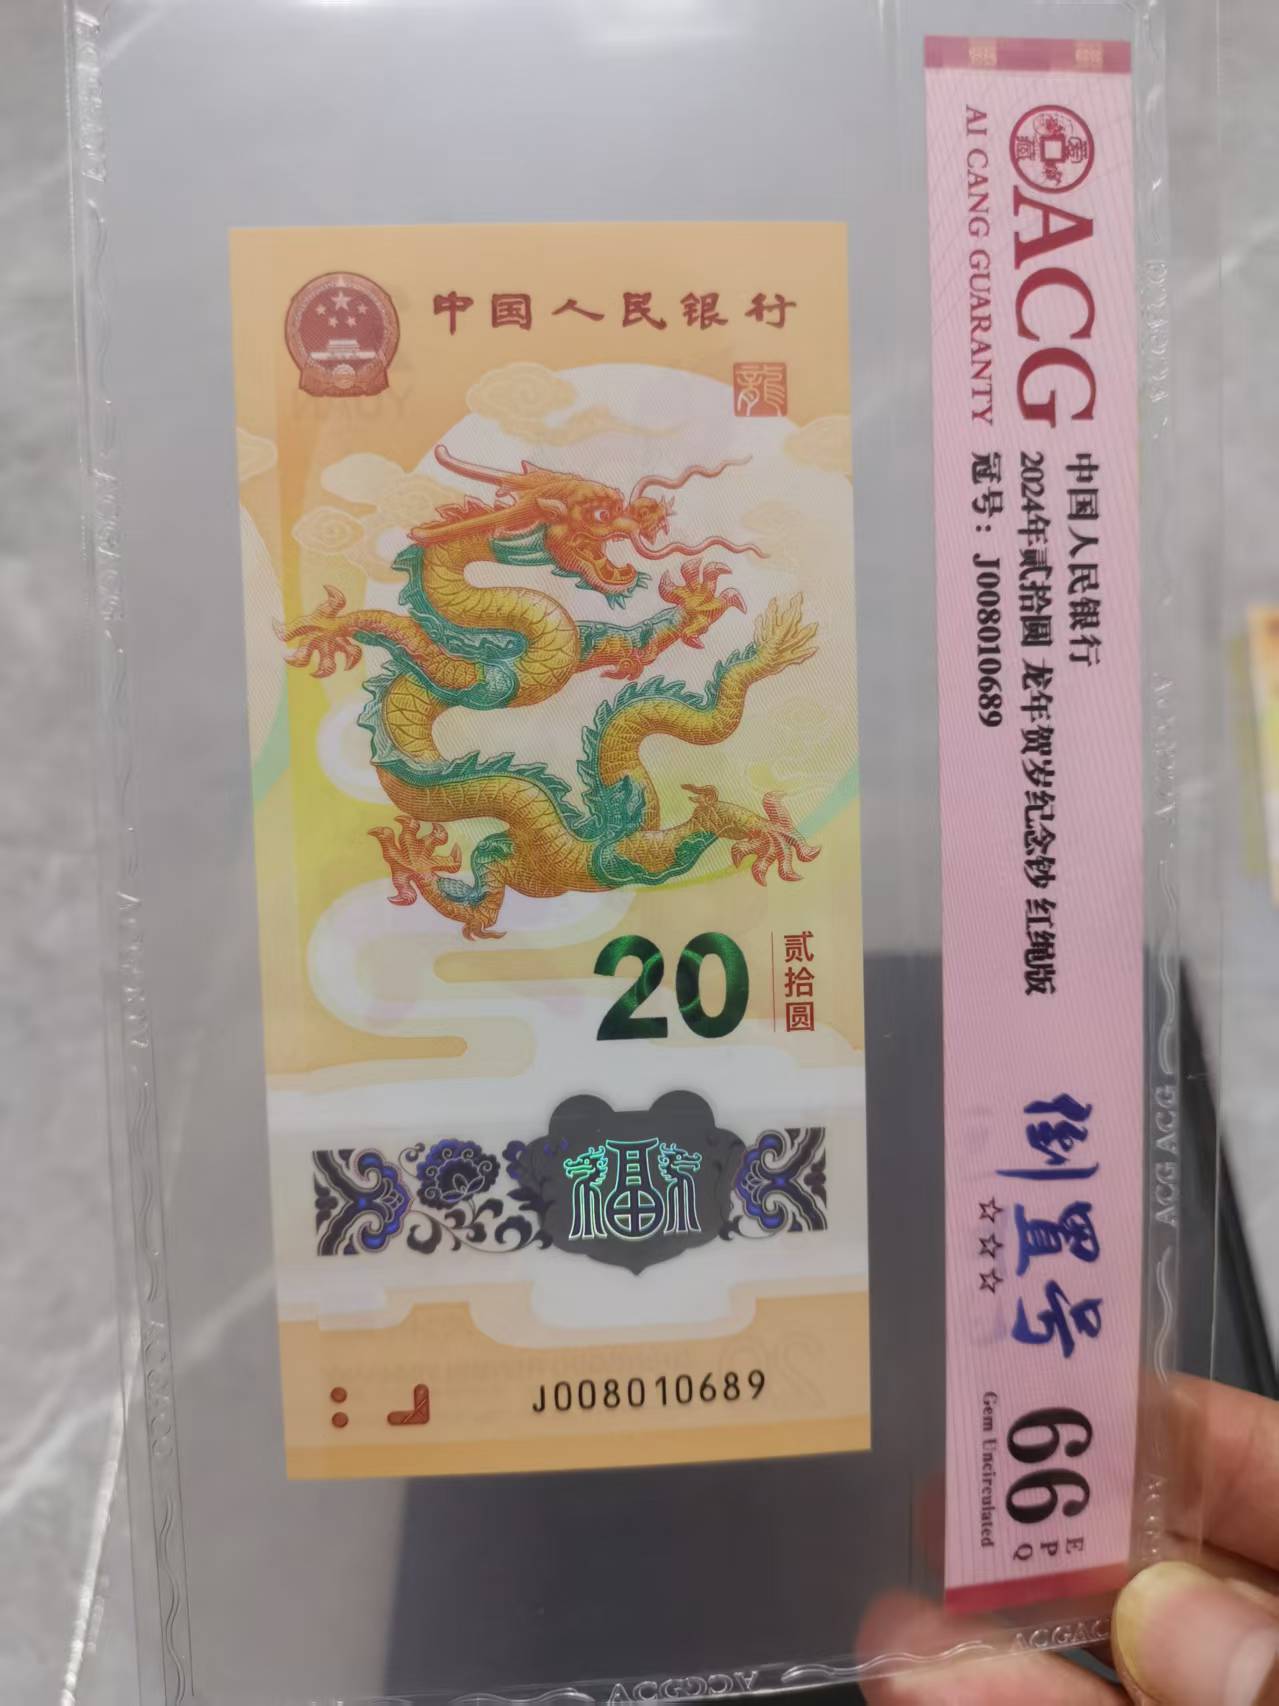 中国人民银行
龍
20
贰拾圆
福
J008010689
ACG
AI CANG GUARANTY
中国人民银行
2024年贰拾圆 龙年贺岁纪念钞 红绳版
冠号：J008010689
倒置号
☆☆☆
66
EPQ
Gem Uncirculated
ACG ACG